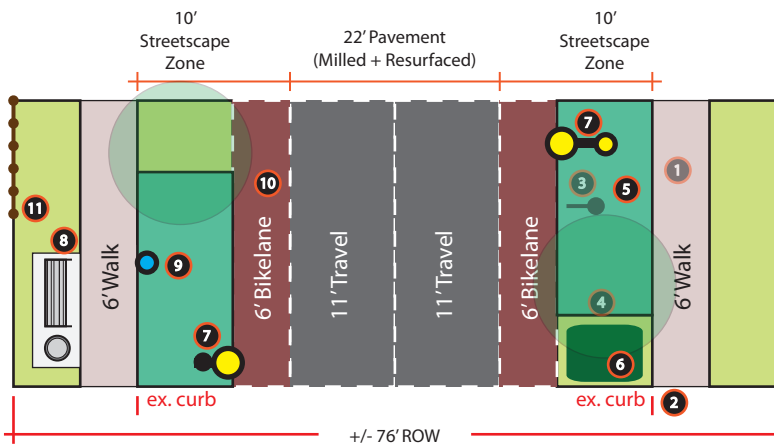 10’
Streetscape
Zone
22’ Pavement
(Milled + Resurfaced)
10’
Streetscape
Zone
7
1
3
5
10
11
8
6’ Walk
9
6’ Bikelane
11’ Travel
11’ Travel
6’ Bikelane
6’ Walk
4
7
6
ex. curb
ex. curb
2
+/- 76’ ROW